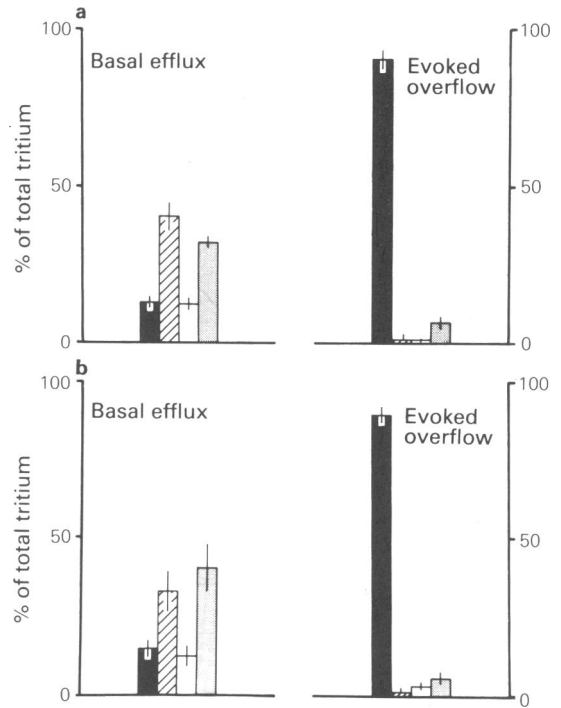 a
100
50
0
% of total tritium
Basal efflux
Evoked
overflow
100
50
0
b
100
50
0
% of total tritium
Basal efflux
Evoked
overflow
100
50
0